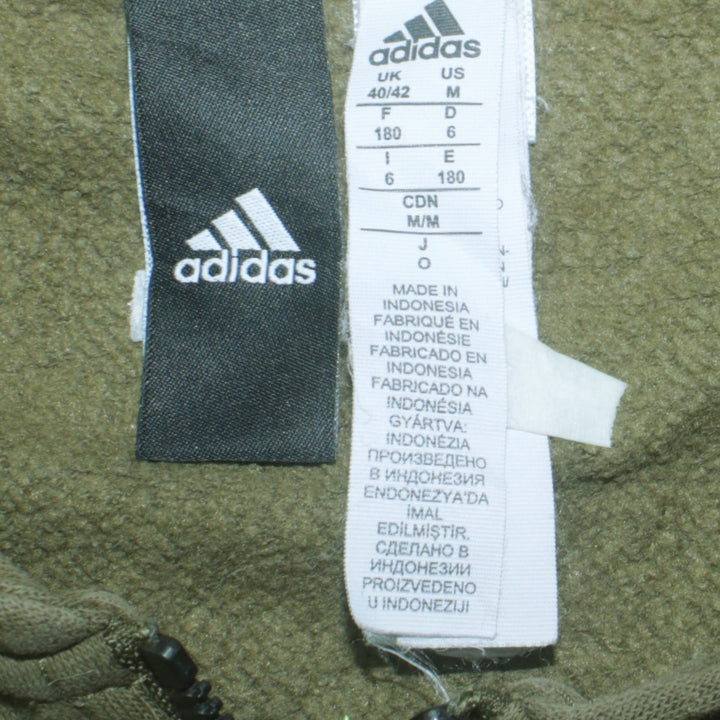 adidas
adidas
UK US
40/42 M
F D
180 6
I E
6 180
CDN
M/M
J
O
MADE IN
INDONESIA
FABRIQUÉ EN
INDONÉSIE
FABRICADO EN
INDONESIA
FABRICADO NA
INDONÉSIA
GYÁRTVA:
INDONÉZIA
ПРОИЗВЕДЕНО
В ИНДОНЕЗИЯ
ENDONEZYA'DA
İMAL
EDİLMİŞTİR.
СДЕЛАНО В
ИНДОНЕЗИИ
PROIZVEDENO
U INDONEZIJI